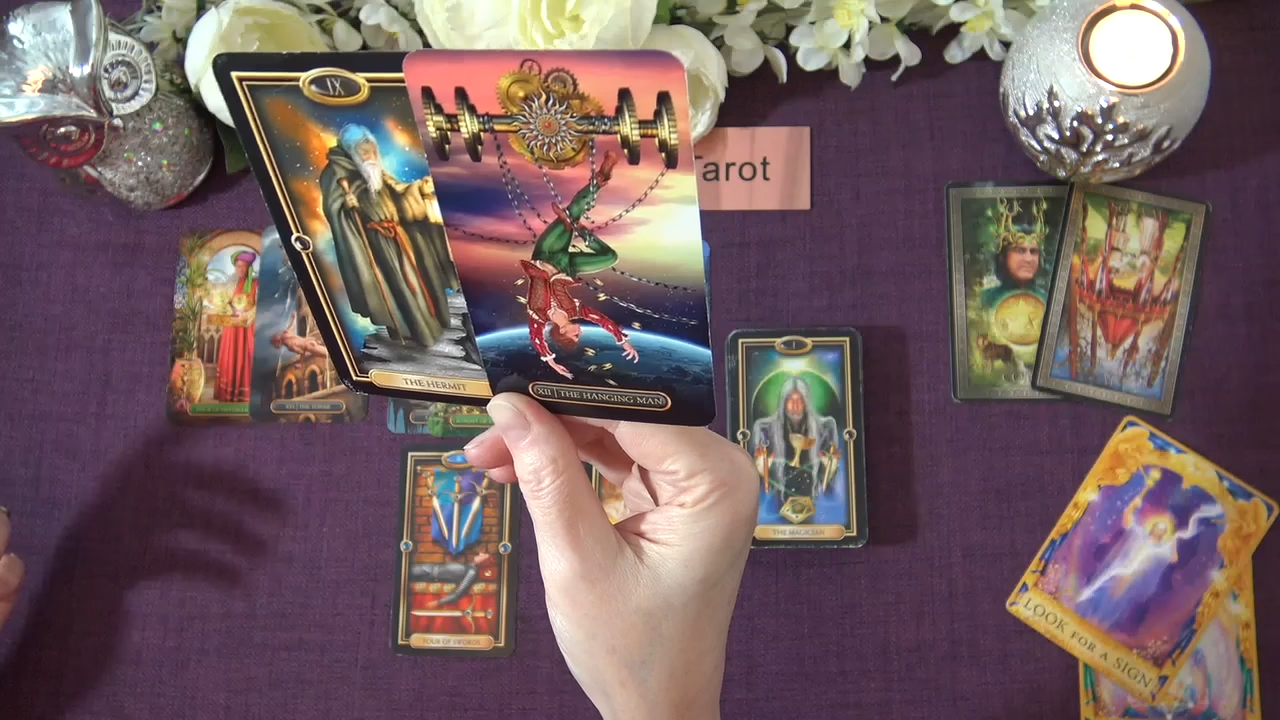 IX
THE HERMIT
XII | THE HANGING MAN
Tarot
XVI | THE TOWER
I
THE MAGICIAN
FOUR OF SWORDS
LOOK FOR A SIGN